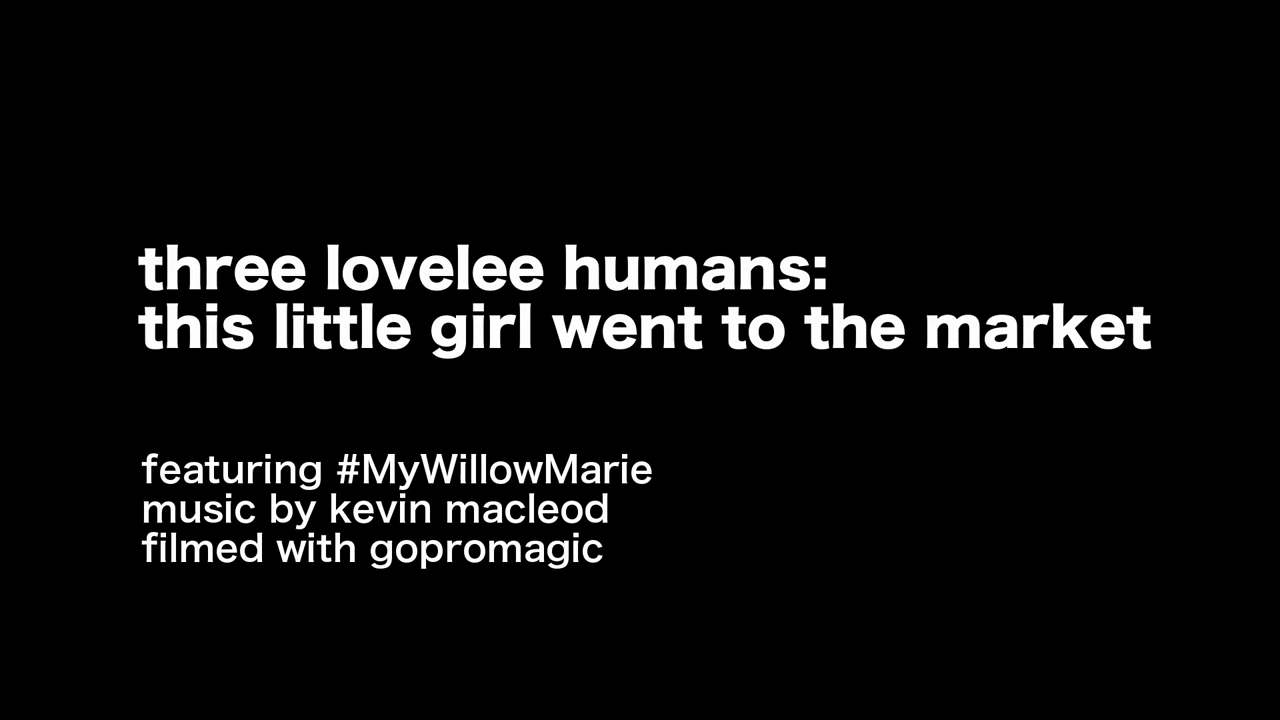 three lovelee humans:
this little girl went to the market
featuring #MyWillowMarie
music by kevin macleod
filmed with gopromagic